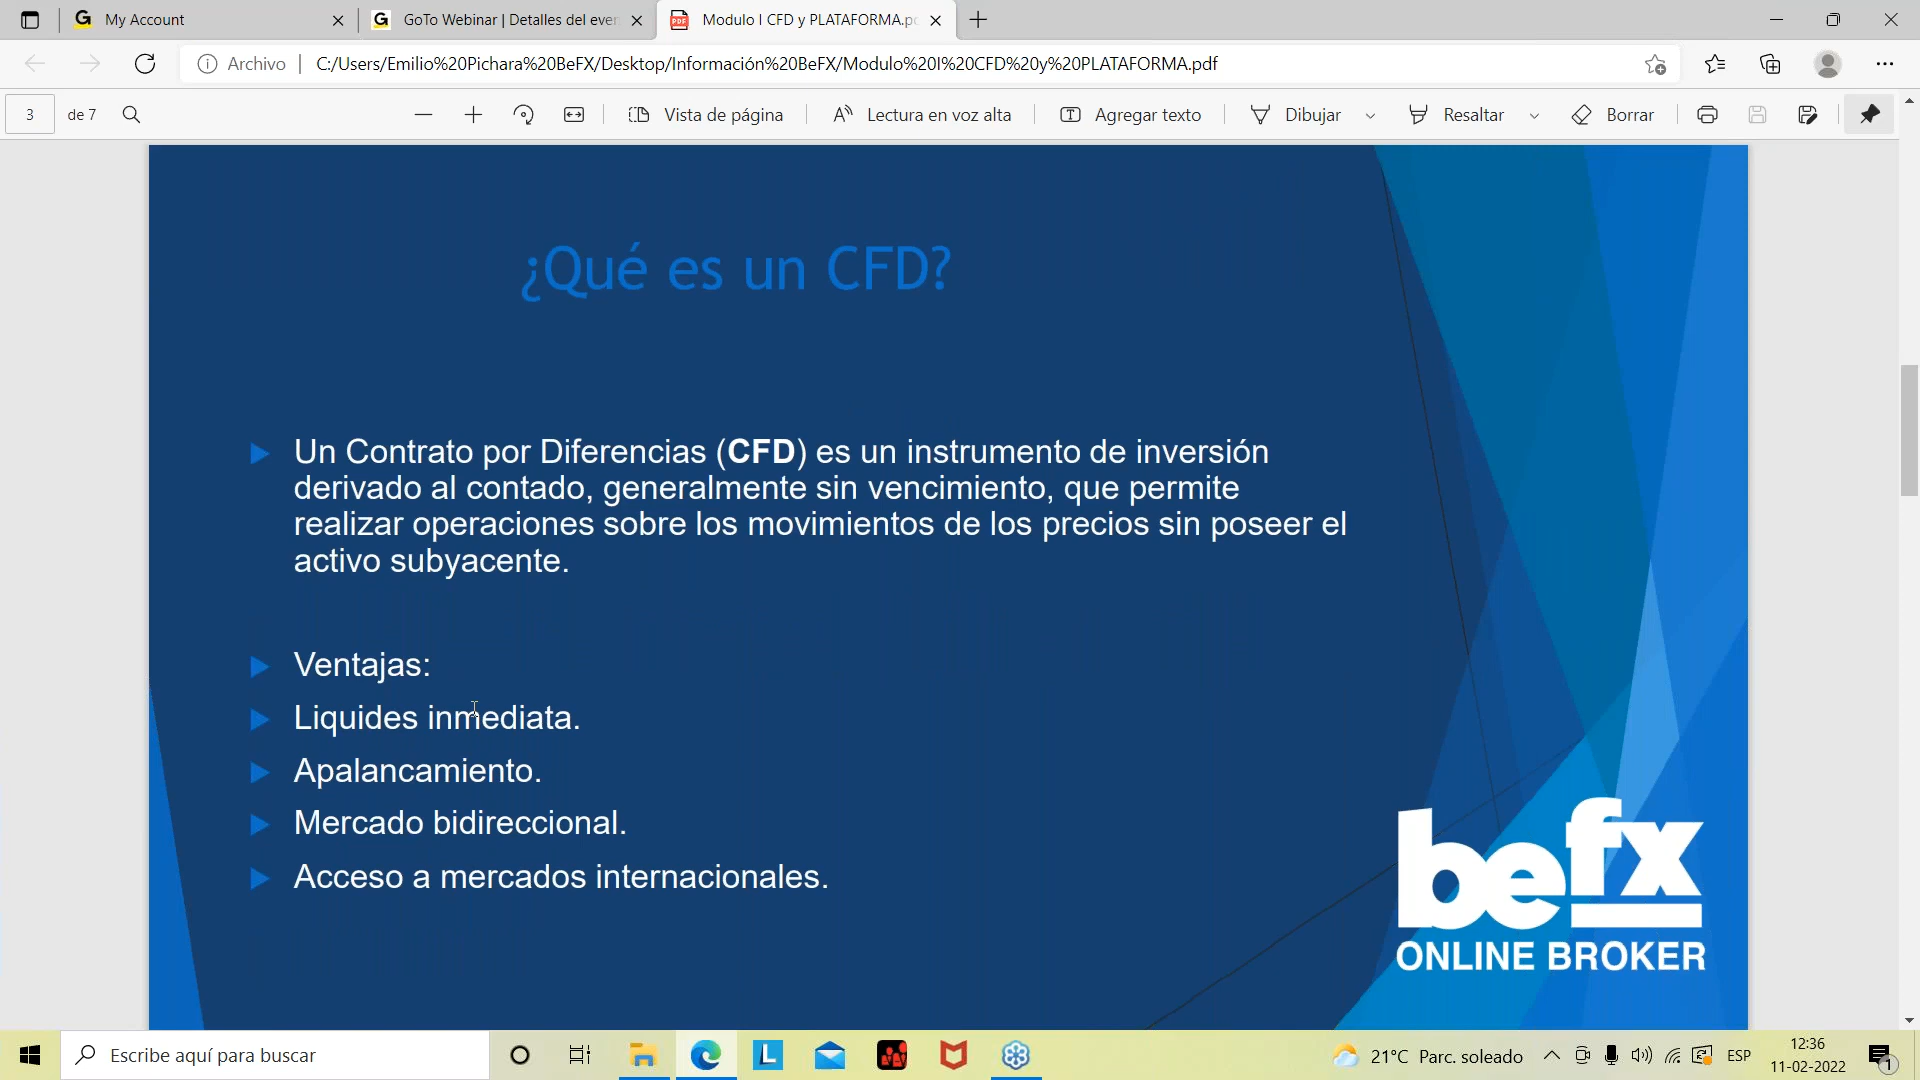 My Account
GoTo Webinar | Detalles del even
Modulo I CFD y PLATAFORMA.pd
Archivo
C:/Users/Emilio%20Pichara%20BeFX/Desktop/Información%20BeFX/Modulo%20I%20CFD%20y%20PLATAFORMA.pdf
3 de 7
Vista de página
Lectura en voz alta
Agregar texto
Dibujar
Resaltar
Borrar
¿Qué es un CFD?
Un Contrato por Diferencias (CFD) es un instrumento de inversión
derivado al contado, generalmente sin vencimiento, que permite
realizar operaciones sobre los movimientos de los precios sin poseer el
activo subyacente.
Ventajas:
Liquides inmediata.
Apalancamiento.
Mercado bidireccional.
Acceso a mercados internacionales.
befx
ONLINE BROKER
Escribe aquí para buscar
21°C Parc. soleado
ESP
12:36
11-02-2022
1